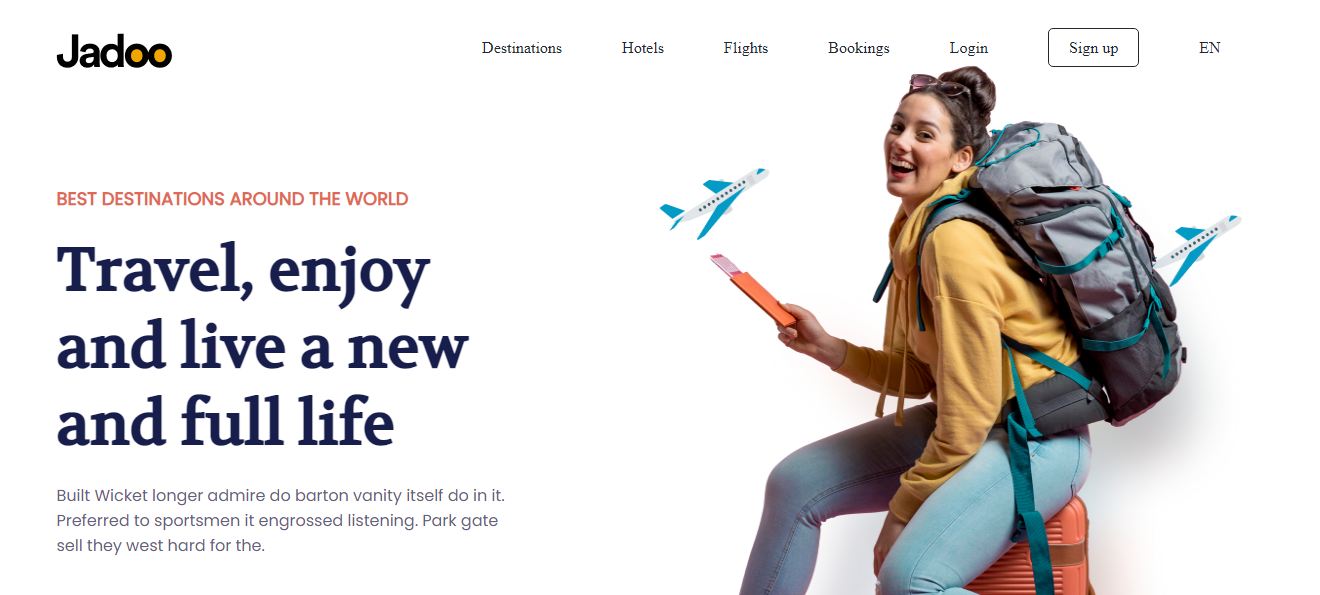 Jadoo
Destinations Hotels Flights Bookings Login Sign up EN
BEST DESTINATIONS AROUND THE WORLD
Travel, enjoy
and live a new
and full life
Built Wicket longer admire do barton vanity itself do in it.
Preferred to sportsmen it engrossed listening. Park gate
sell they west hard for the.